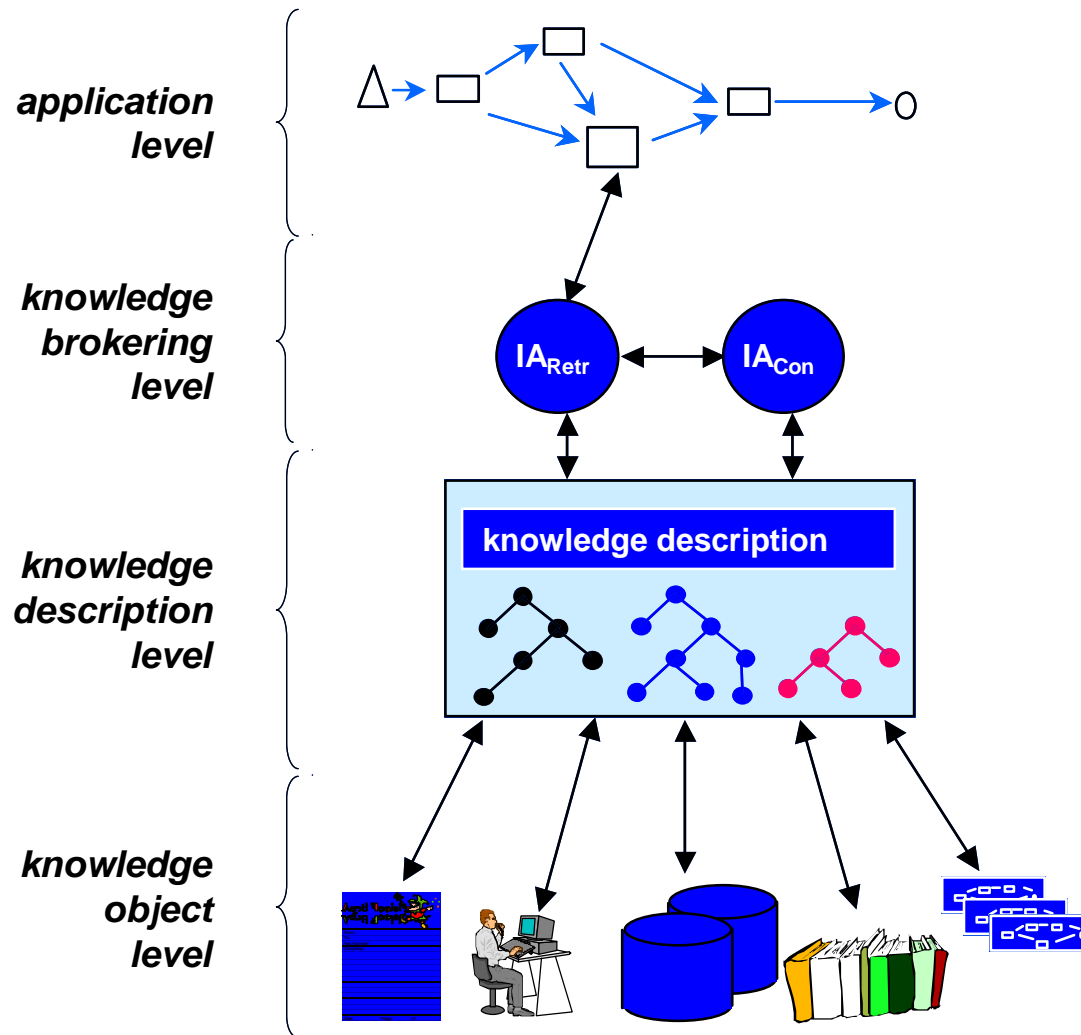 application
level
knowledge
brokering
level
IARetr
IACon
knowledge
description
level
knowledge description
knowledge
object
level